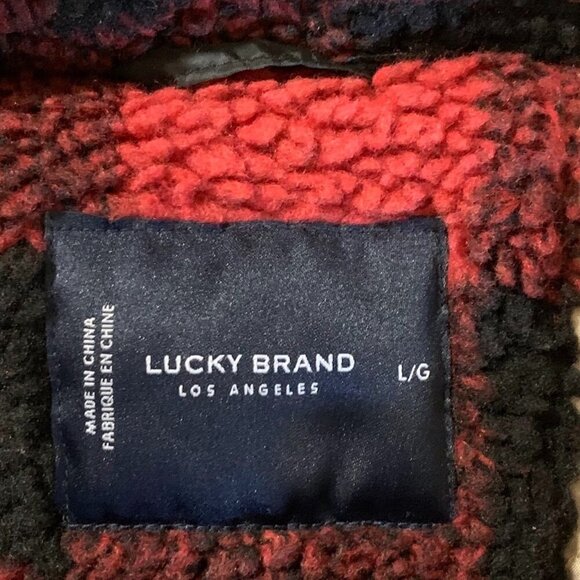 MADE IN CHINA
FABRIQUE EN CHINE
LUCKY BRAND
LOS ANGELES
L/G